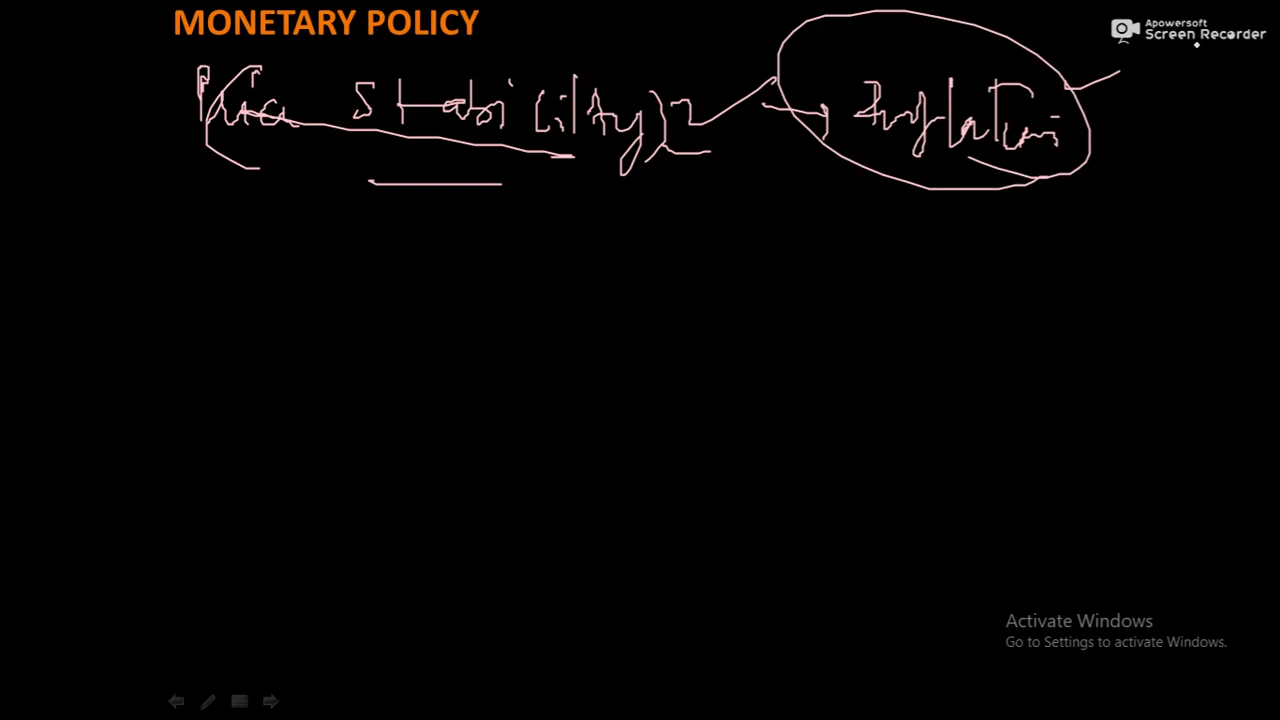 MONETARY POLICY
Apowersoft
Screen Recorder
Price Stability → Inflation
Activate Windows
Go to Settings to activate Windows.